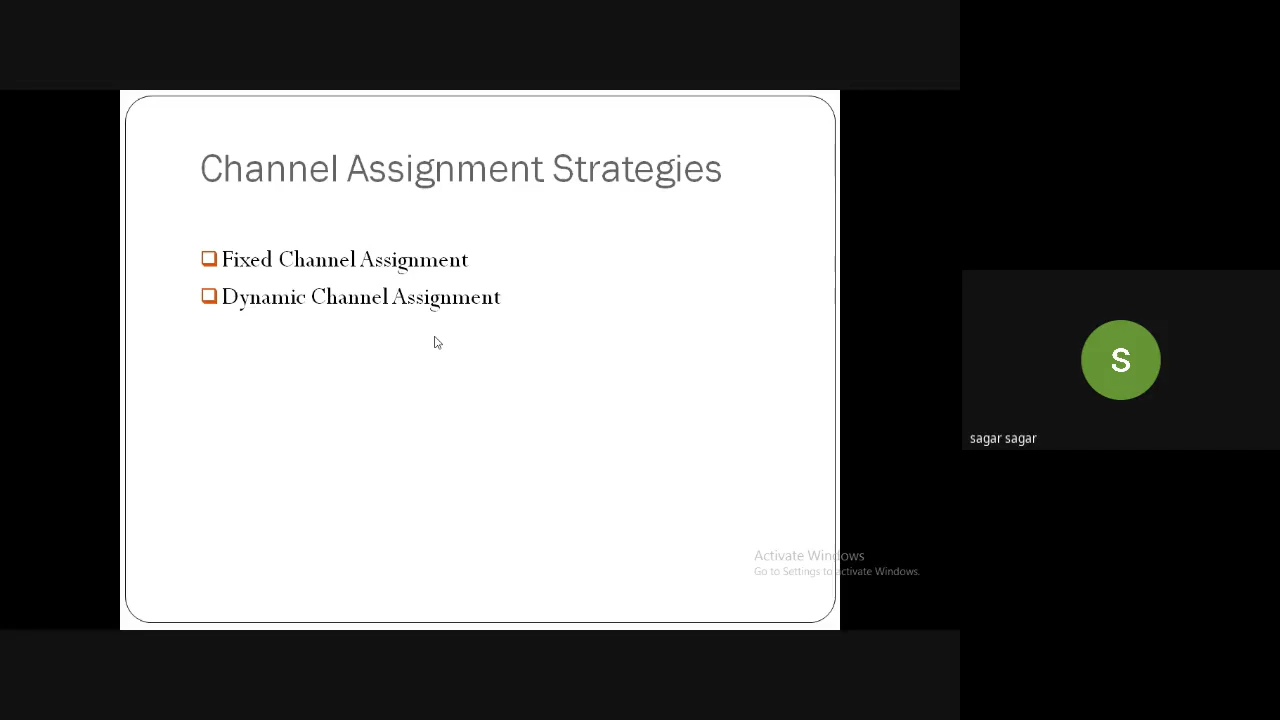 Channel Assignment Strategies
Fixed Channel Assignment
Dynamic Channel Assignment
S
sagar sagar
Activate Windows
Go to Settings to activate Windows.